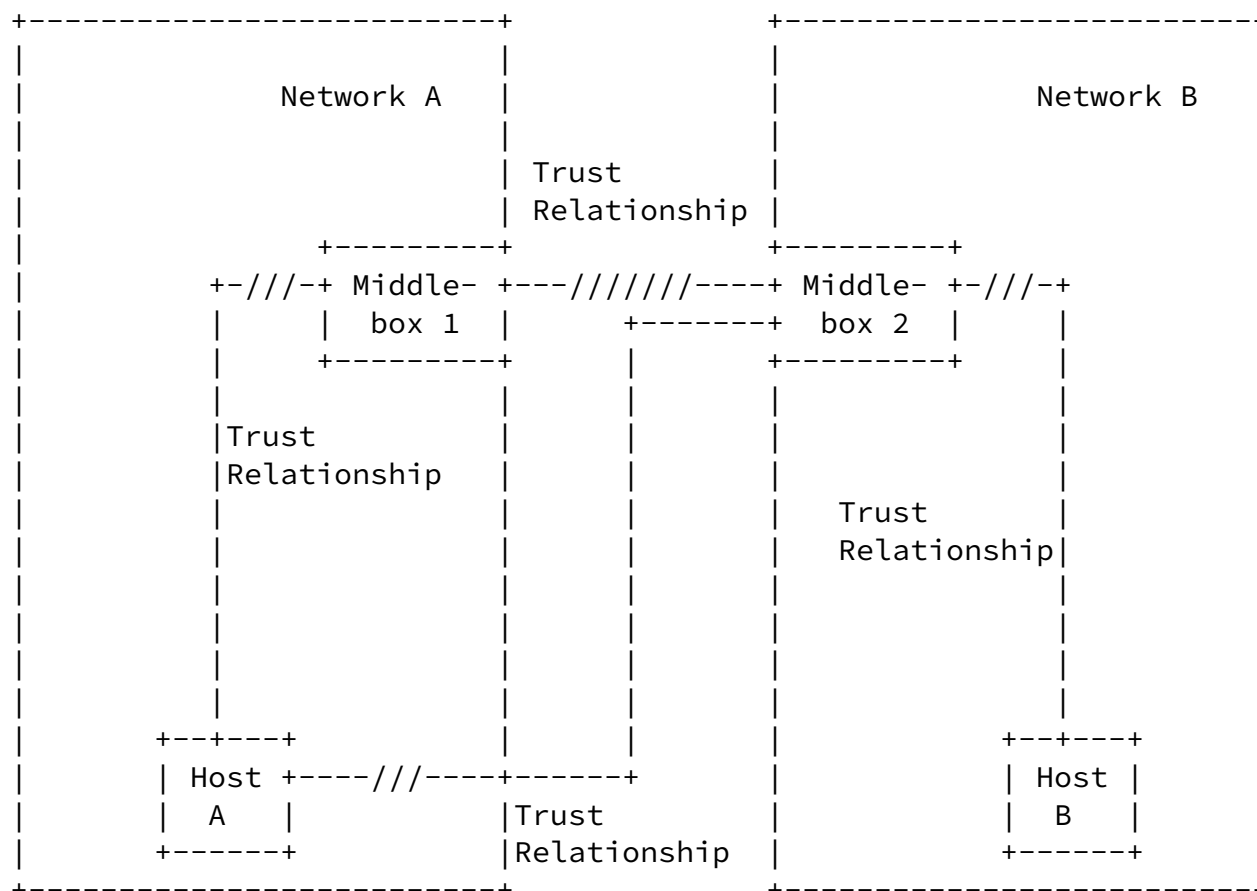 Network A
Network B
Trust
Relationship
Middle-
box 1
Middle-
box 2
Trust
Relationship
Trust
Relationship
Host
A
Host
B
Trust
Relationship